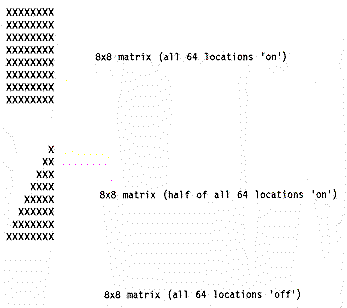 XXXXXXXX
XXXXXXXX
XXXXXXXX
XXXXXXXX
XXXXXXXX 8x8 matrix (all 64 locations 'on')
XXXXXXXX
XXXXXXXX
XXXXXXXX
X
XX
XXX
XXXX
XXXXX 8x8 matrix (half of all 64 locations 'on')
XXXXXX
XXXXXXX
XXXXXXXX
8x8 matrix (all 64 locations 'off')